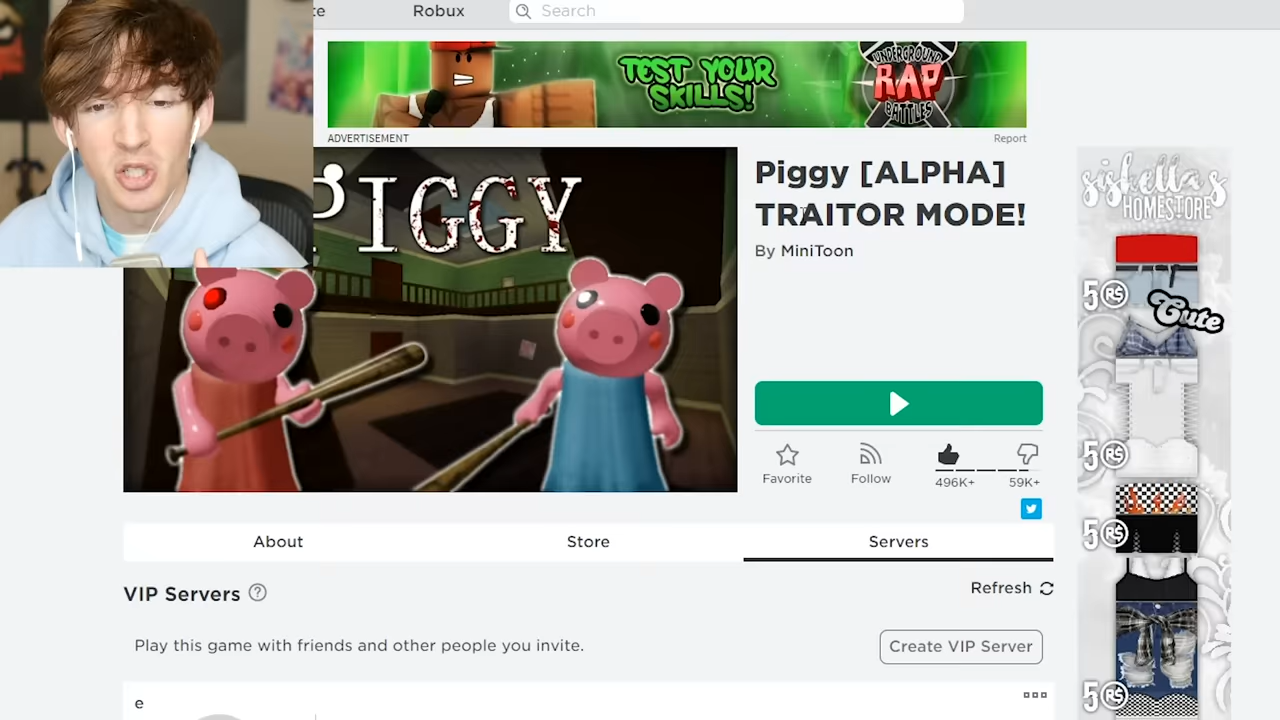 te
Robux
Search
TEST YOUR
SKILLS!
UNDERGROUND
RAP
BATTLES
ADVERTISEMENT
Report
PIGGY
Piggy [ALPHA]
TRAITOR MODE!
By MiniToon
Favorite
Follow
496K+
59K+
About
Store
Servers
VIP Servers ?
Refresh
Play this game with friends and other people you invite.
Create VIP Server
e
sishella's
HOMESTORE
5 R$
Cute
5 R$
5 R$
5 R$